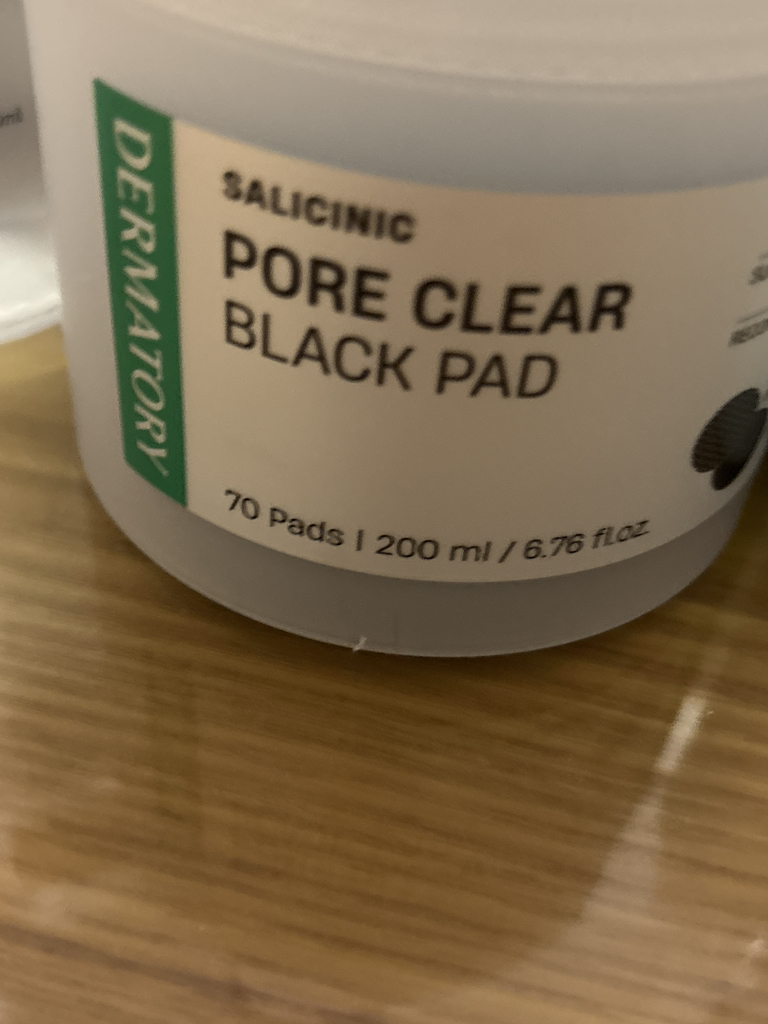 DERMATORY
SALICINIC
PORE CLEAR
BLACK PAD
70 Pads | 200 ml / 6.76 fl.oz.